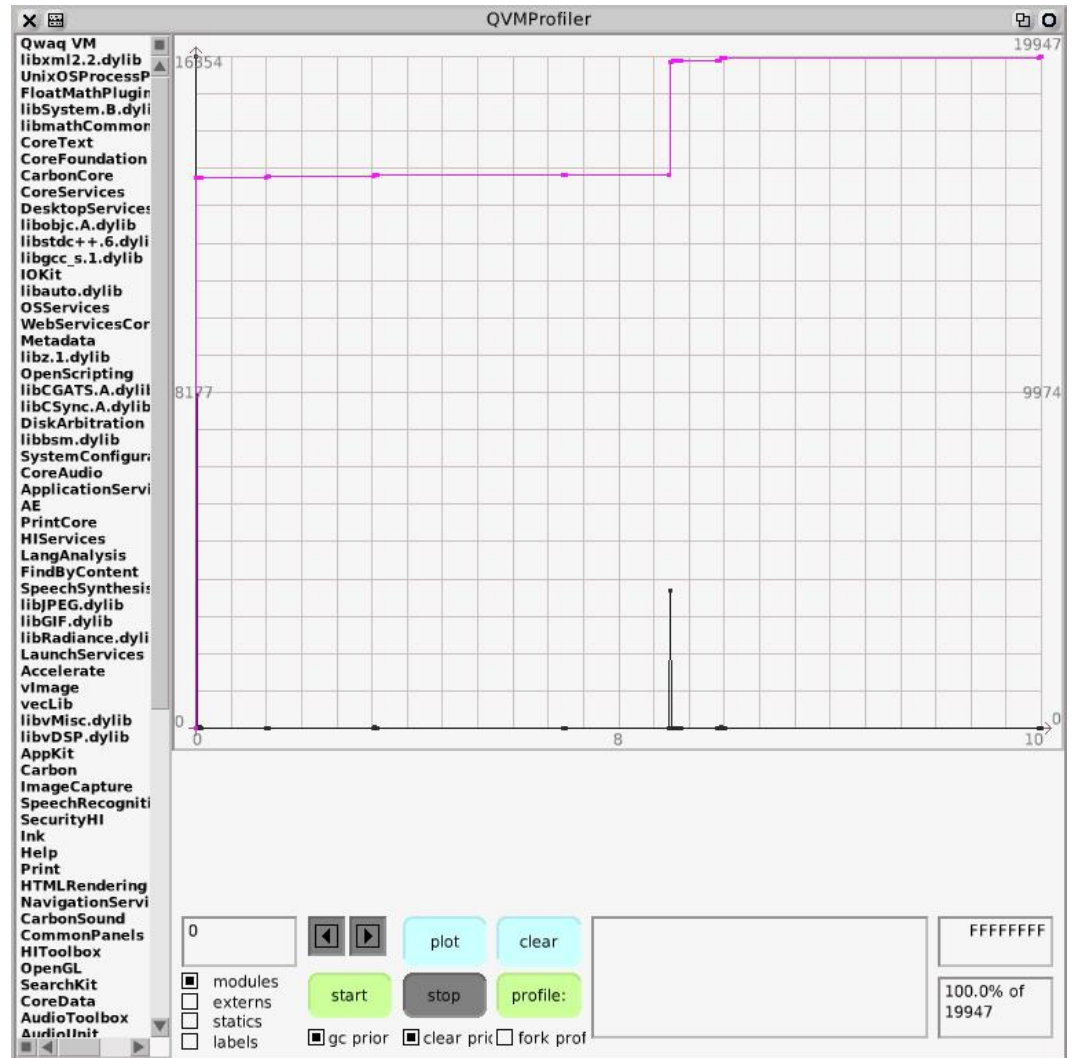 QVMProfiler
Qwaq VM
libxml2.2.dylib
UnixOSProcessP
FloatMathPlugin
libSystem.B.dyli
libmathCommon
CoreText
CoreFoundation
CarbonCore
CoreServices
DesktopServices
libobjc.A.dylib
libstdc++.6.dyli
libgcc_s.1.dylib
IOKit
libauto.dylib
OSServices
WebServicesCor
Metadata
libz.1.dylib
OpenScripting
libCGATS.A.dylib
libCSync.A.dylib
DiskArbitration
libbsm.dylib
SystemConfigura
CoreAudio
ApplicationServi
AE
PrintCore
HIServices
LangAnalysis
FindByContent
SpeechSynthesis
libJPEG.dylib
libGIF.dylib
libRadiance.dyli
LaunchServices
Accelerate
vImage
vecLib
libvMisc.dylib
libvDSP.dylib
AppKit
Carbon
ImageCapture
SpeechRecogniti
SecurityHI
Ink
Help
Print
HTMLRendering
NavigationServi
CarbonSound
CommonPanels
HIToolbox
OpenGL
SearchKit
CoreData
AudioToolbox
AudioUnit
16354 19947
8177 9974
0 0
0 8 10
0 plot clear FFFFFFFF
modules
externs
statics
labels
start stop profile:
gc prior clear pric fork prof
100.0% of
19947